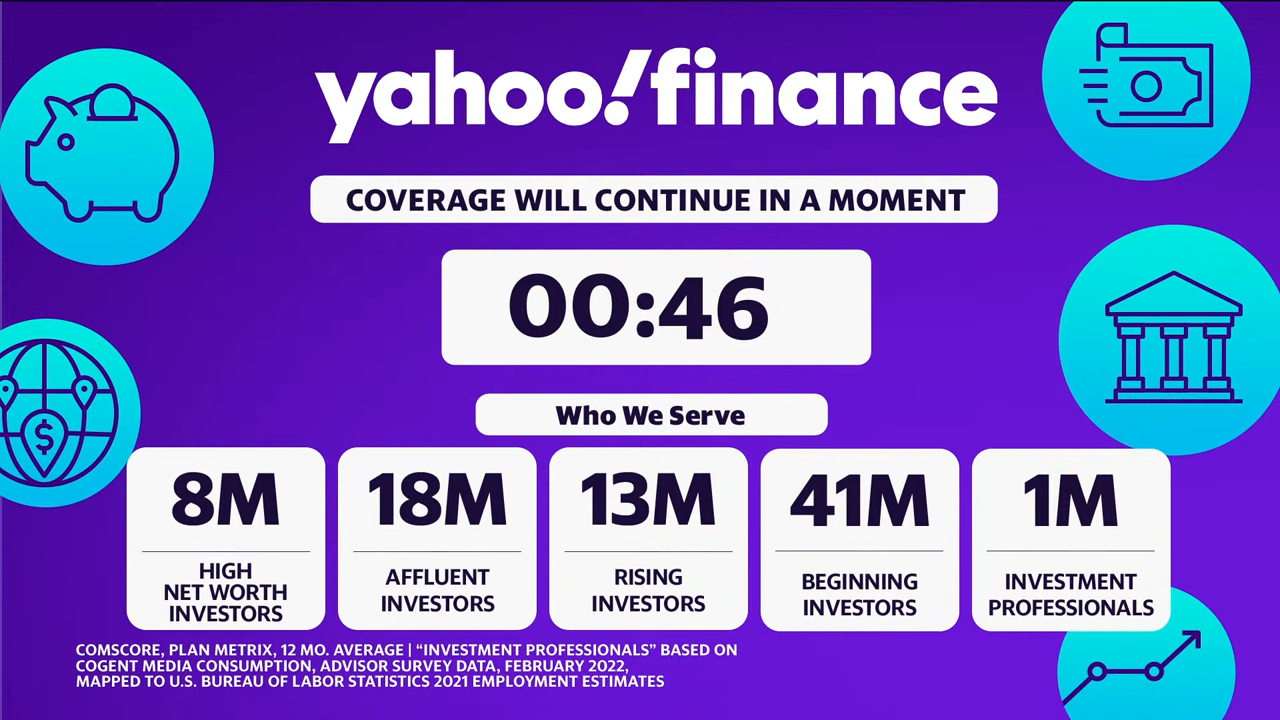 yahoo!finance
COVERAGE WILL CONTINUE IN A MOMENT
00:46
Who We Serve
8M
HIGH
NET WORTH
INVESTORS
18M
AFFLUENT
INVESTORS
13M
RISING
INVESTORS
41M
BEGINNING
INVESTORS
1M
INVESTMENT
PROFESSIONALS
$
COMSCORE, PLAN METRIX, 12 MO. AVERAGE | “INVESTMENT PROFESSIONALS” BASED ON
COGENT MEDIA CONSUMPTION, ADVISOR SURVEY DATA, FEBRUARY 2022,
MAPPED TO U.S. BUREAU OF LABOR STATISTICS 2021 EMPLOYMENT ESTIMATES